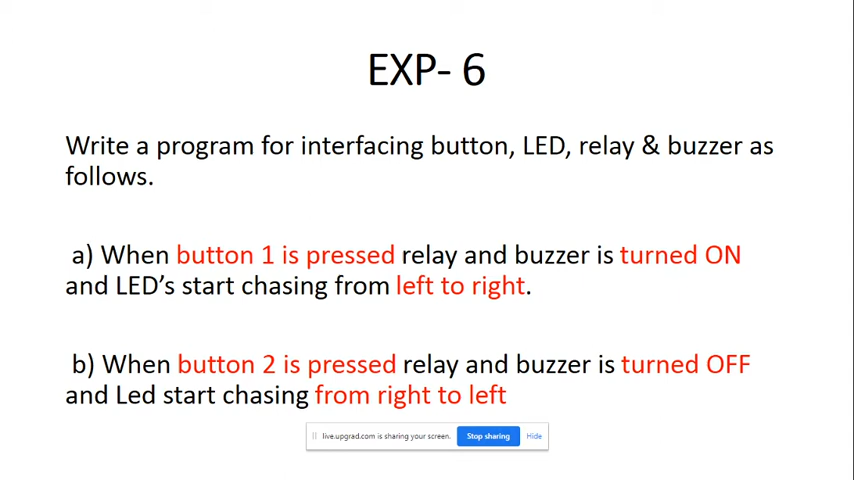 EXP- 6
Write a program for interfacing button, LED, relay & buzzer as
follows.
a) When button 1 is pressed relay and buzzer is turned ON
and LED’s start chasing from left to right.
b) When button 2 is pressed relay and buzzer is turned OFF
and Led start chasing from right to left
live.upgrad.com is sharing your screen. Stop sharing Hide